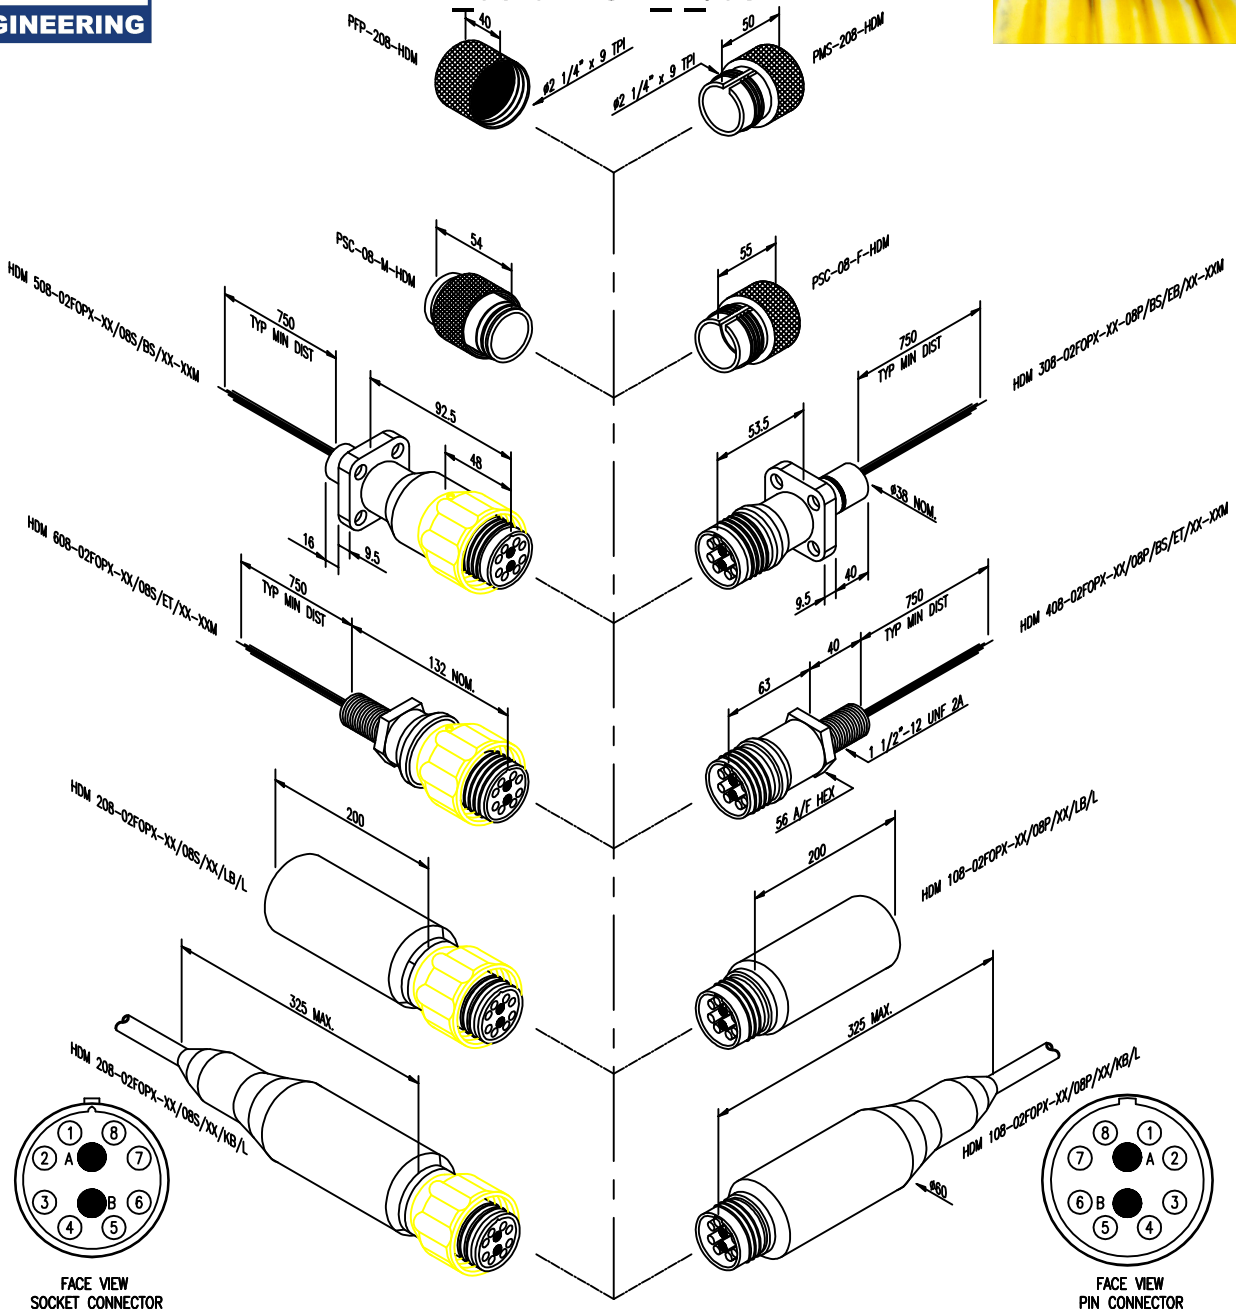 GINEERING
PFP-208-HDM
40
ø2 1/4" x 9 TPI
50
PMS-208-HDM
ø2 1/4" x 9 TPI
PSC-08-M-HDM
54
55
PSC-08-F-HDM
HDM 508-02FOPX-XX/08S/BS/XX-XXM
750
TYP MIN DIST
92.5
48
16
9.5
53.5
750
TYP MIN DIST
HDM 308-02FOPX-XX-08P/BS/EB/XX-XXM
ø38 NOM.
9.5
40
HDM 608-02FOPX-XX/08S/ET/XX-XXM
750
TYP MIN DIST
132 NOM.
63
40
750
TYP MIN DIST
HDM 408-02FOPX-XX/08P/BS/ET/XX-XXM
1 1/2"-12 UNF 2A
56 A/F HEX
HDM 208-02FOPX-XX/08S/XX/LB/L
200
200
HDM 108-02FOPX-XX/08P/XX/LB/L
325 MAX.
HDM 208-02FOPX-XX/08S/XX/KB/L
325 MAX.
HDM 108-02FOPX-XX/08P/XX/KB/L
ø60
1 8
2 A 7
3 B 6
4 5
FACE VIEW
SOCKET CONNECTOR
8 1
7 A 2
6 B 3
5 4
FACE VIEW
PIN CONNECTOR